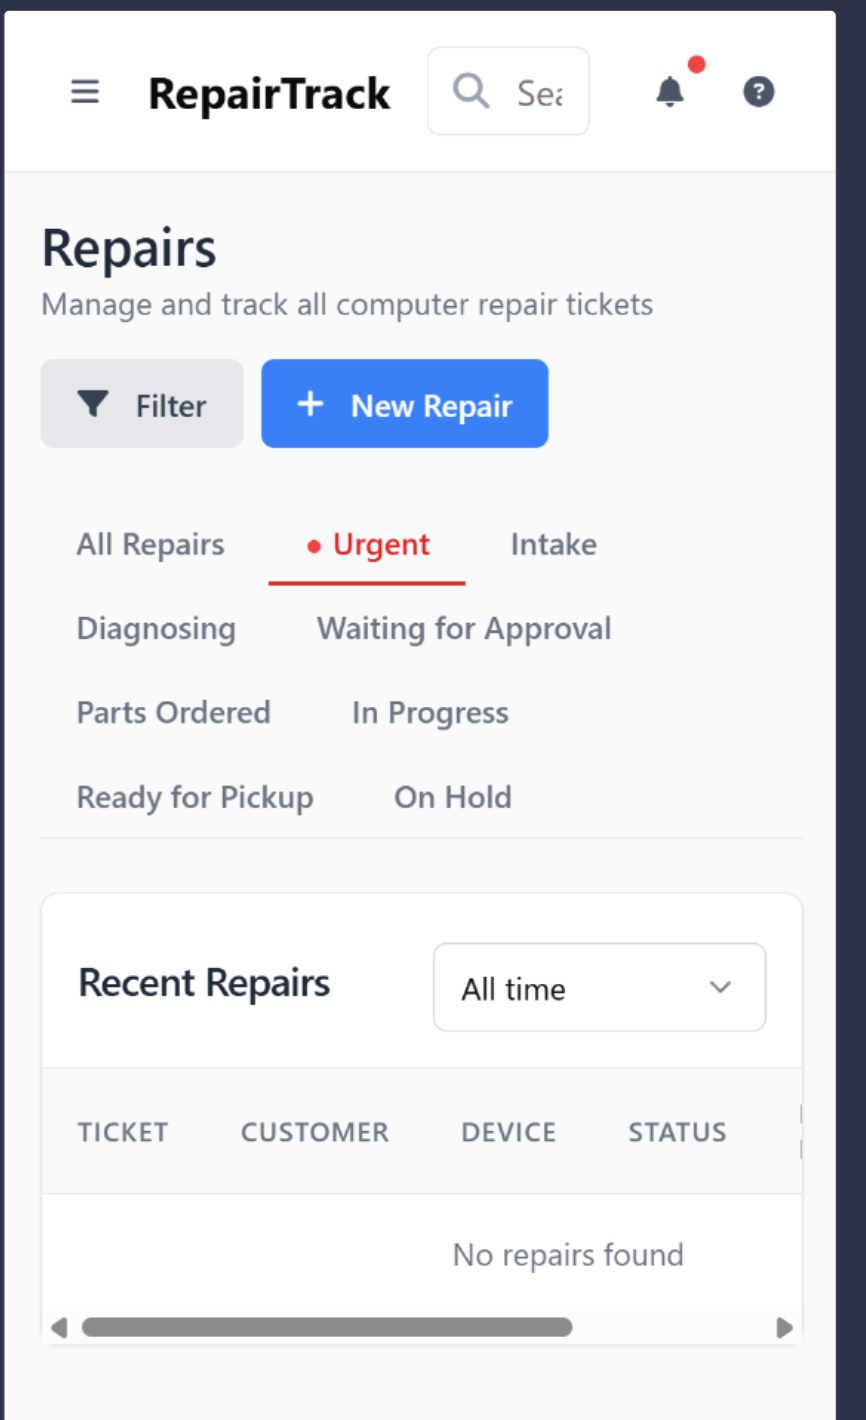 RepairTrack Sea ?
Repairs
Manage and track all computer repair tickets
Filter + New Repair
All Repairs • Urgent Intake
Diagnosing Waiting for Approval
Parts Ordered In Progress
Ready for Pickup On Hold
Recent Repairs All time
TICKET CUSTOMER DEVICE STATUS
No repairs found